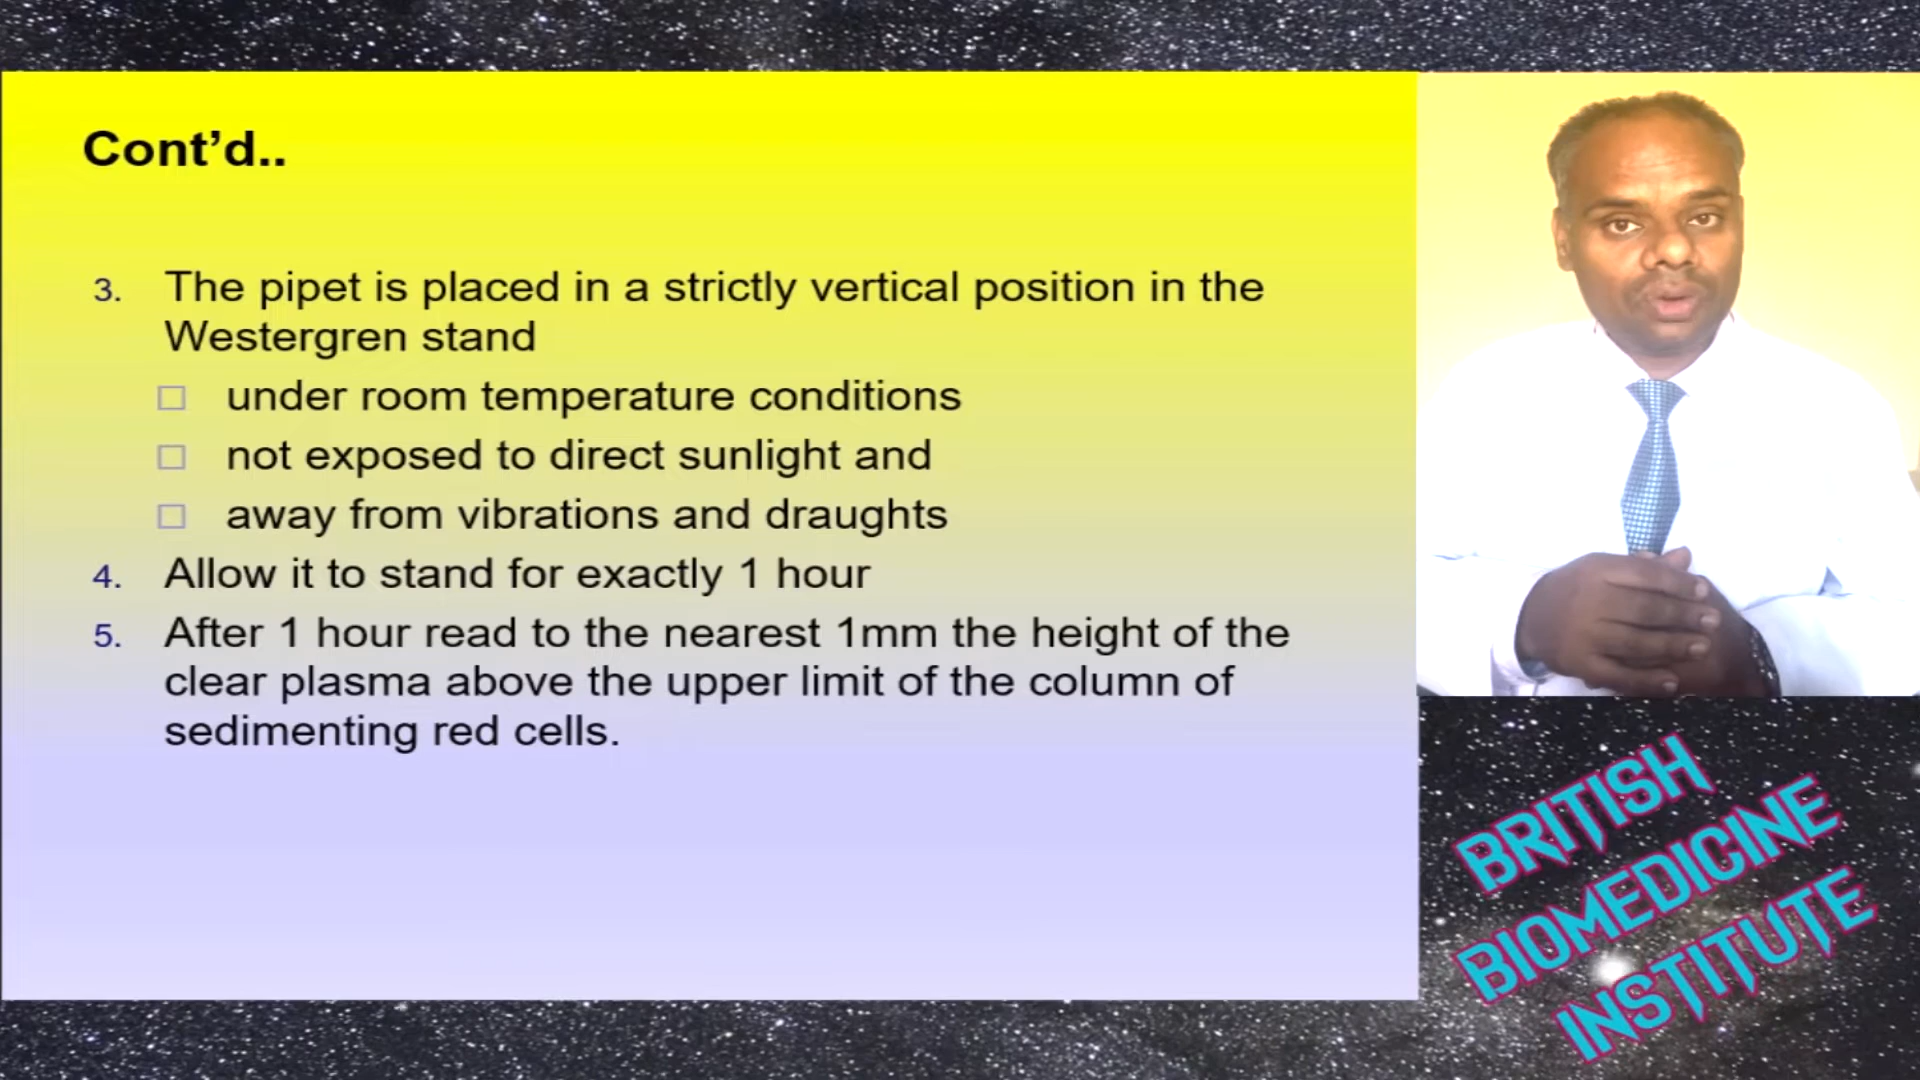 Cont’d..
3. The pipet is placed in a strictly vertical position in the
Westergren stand
under room temperature conditions
not exposed to direct sunlight and
away from vibrations and draughts
4. Allow it to stand for exactly 1 hour
5. After 1 hour read to the nearest 1mm the height of the
clear plasma above the upper limit of the column of
sedimenting red cells.
BRITISH
BIOMEDICINE
INSTITUTE